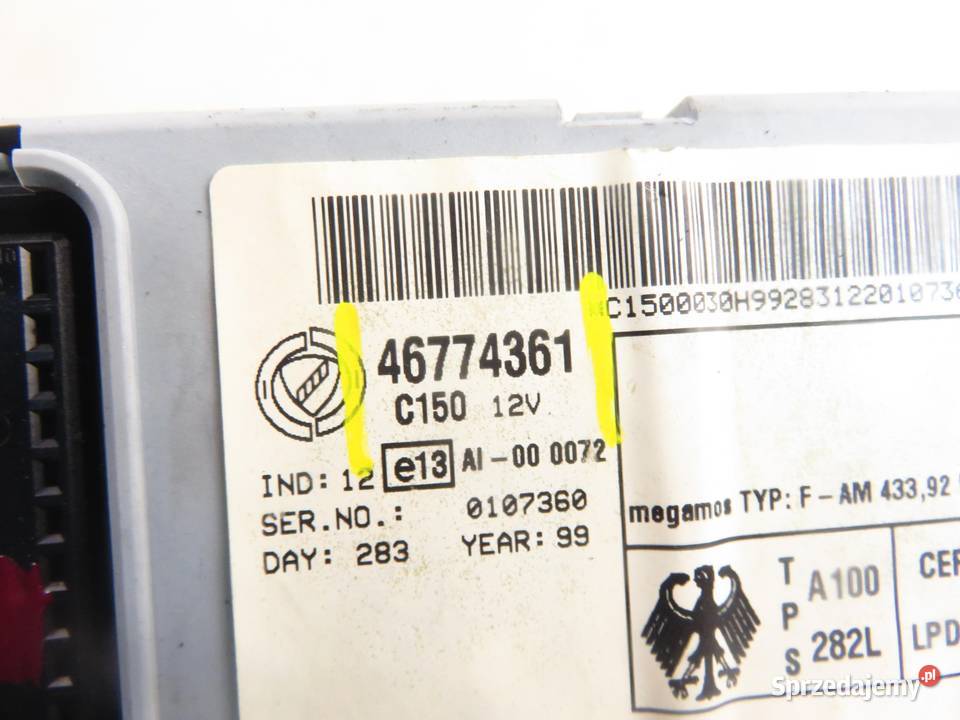 46774361
C150 12V
e13 AI-00 0072
IND: 12
SER.NO.: 0107360
DAY: 283 YEAR: 99
megamos TYP: F-AM 433,92
T P S
A100
282L
CER
LPD
Sprzedajemy.pl